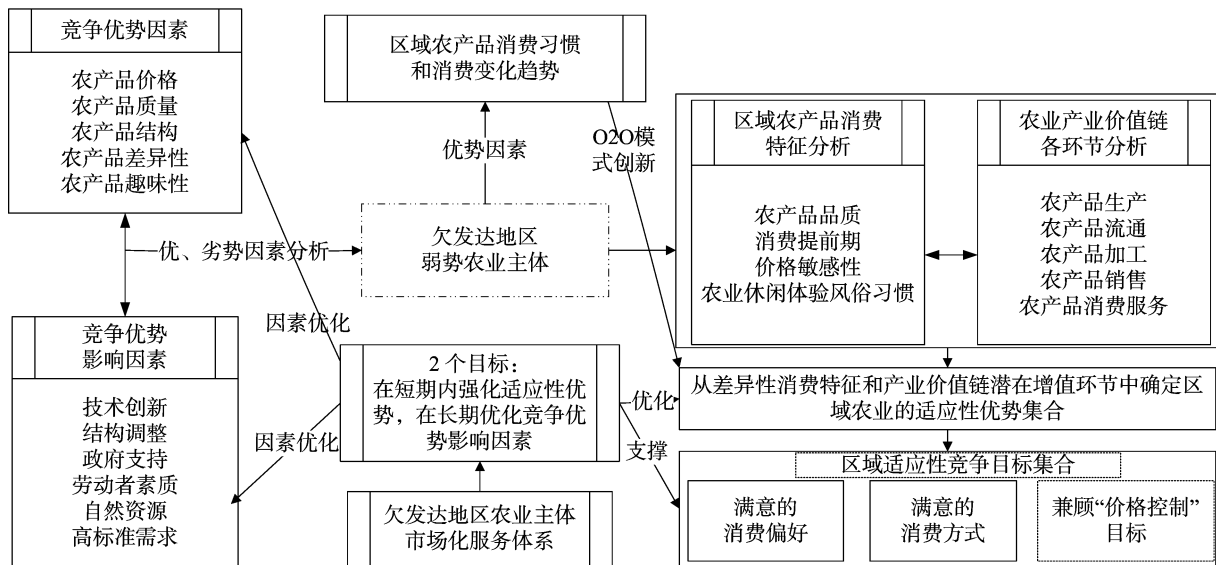 竞争优势因素
农产品价格
农产品质量
农产品结构
农产品差异性
农产品趣味性
区域农产品消费习惯
和消费变化趋势
优势因素
O2O模
式创新
区域农产品消费
特征分析
农产品品质
消费提前期
价格敏感性
农业休闲体验风俗习惯
农业产业价值链
各环节分析
农产品生产
农产品流通
农产品加工
农产品销售
农产品消费服务
优、劣势因素分析
欠发达地区
弱势农业主体
竞争优势
影响因素
技术创新
结构调整
政府支持
劳动者素质
自然资源
高标准需求
因素优化
因素优化
2 个目标：
在短期内强化适应性优
势，在长期优化竞争优
势影响因素
优化
支撑
欠发达地区农业主体
市场化服务体系
从差异性消费特征和产业价值链潜在增值环节中确定区
域农业的适应性优势集合
区域适应性竞争目标集合
满意的
消费偏好
满意的
消费方式
兼顾“价格控制”
目标